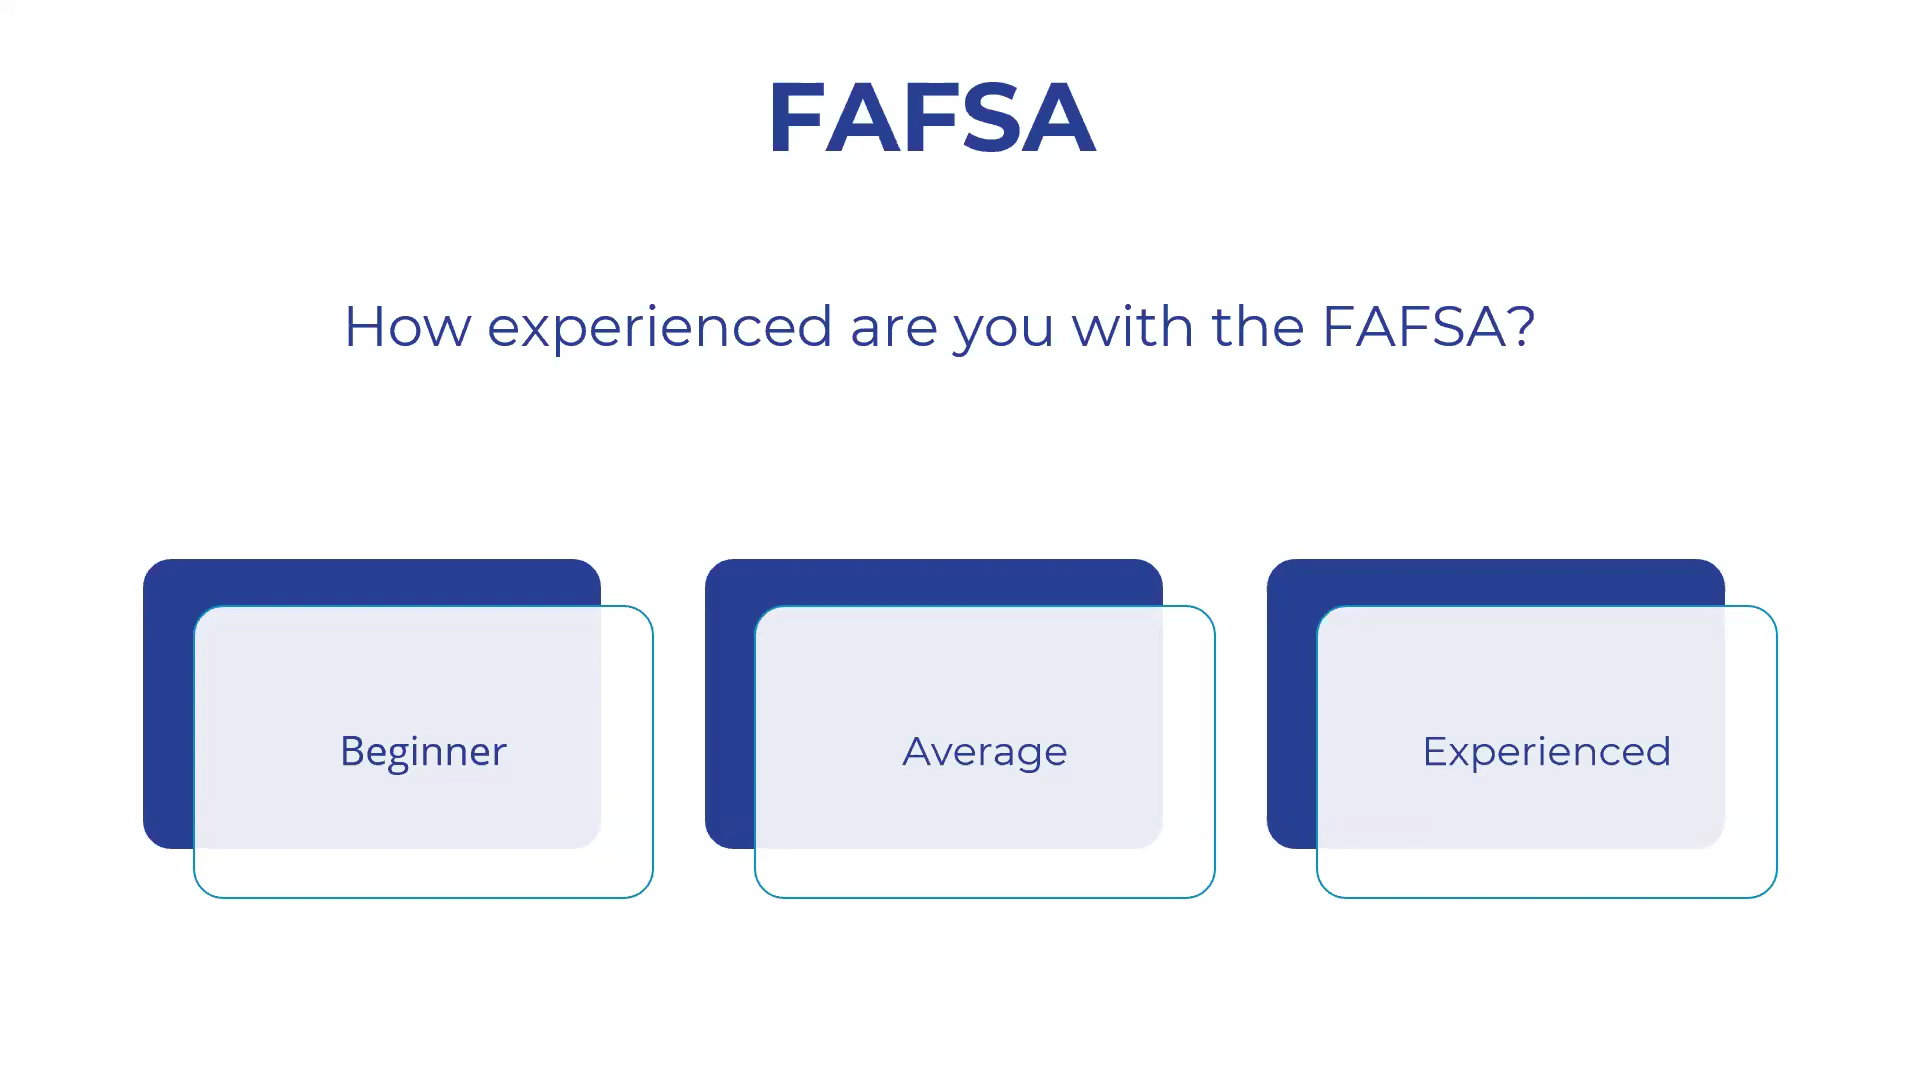 FAFSA
How experienced are you with the FAFSA?
Beginner
Average
Experienced